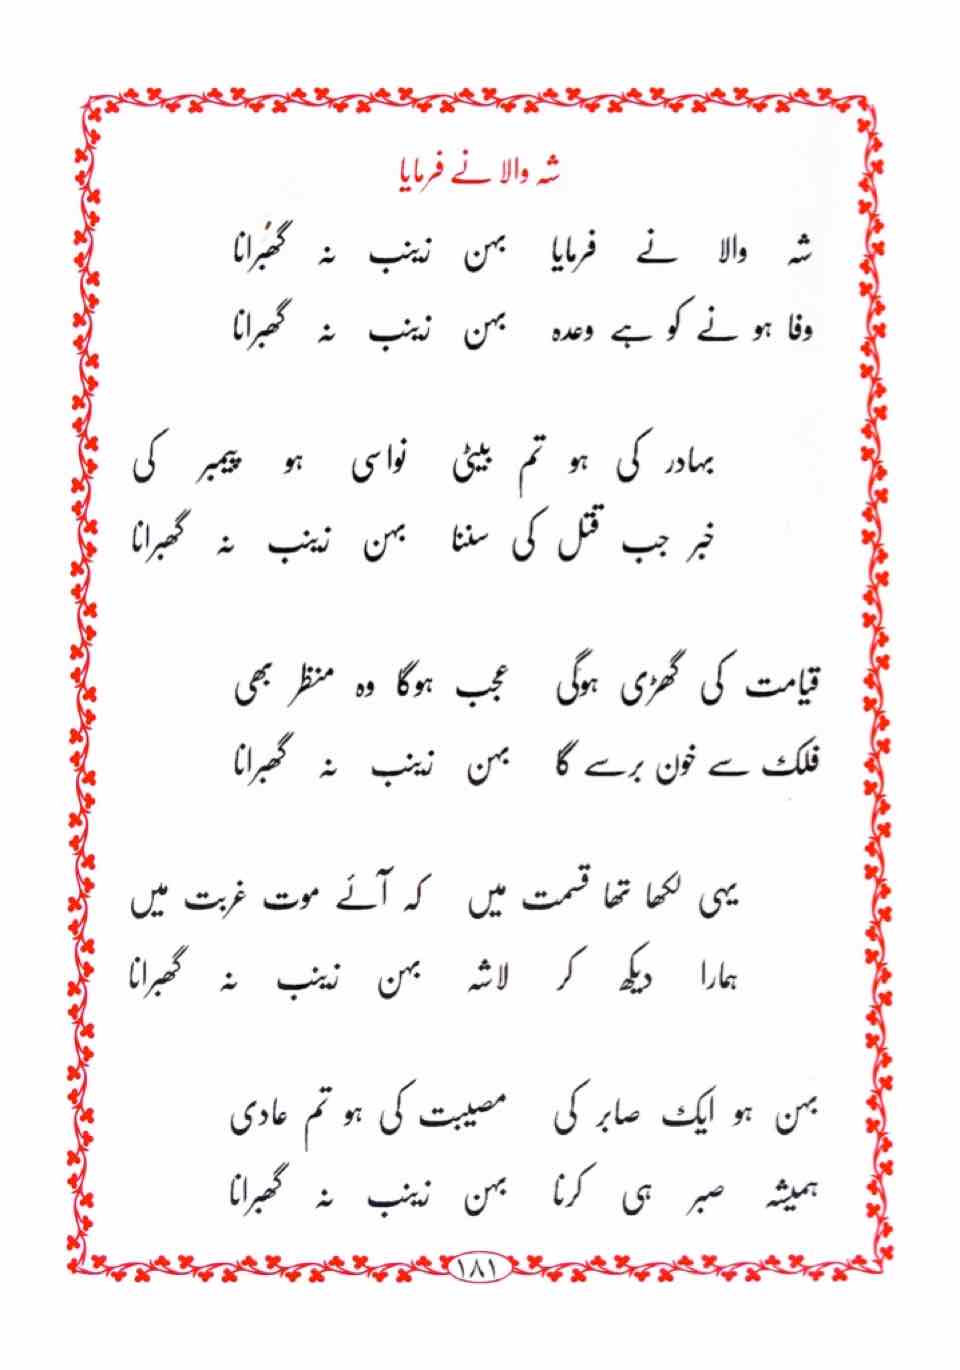 شہ والا نے فرمایا
شہ والا نے فرمایا بہن زینب نہ گھبرانا
وفا ہو نے کو ہے وعدہ بہن زینب نہ گھبرانا
بہادر کی ہو تم بیٹی نواسی ہو پیمبر کی
خبر جب قتل کی سننا بہن زینب نہ گھبرانا
قیامت کی گھڑی ہوگی عجب ہوگا وہ منظر بھی
فلک سے خون برسے گا بہن زینب نہ گھبرانا
یہی لکھا تھا قسمت میں کہ آئے موت غربت میں
ہمارا دیکھ کر لاشہ بہن زینب نہ گھبرانا
بہن ہو ایک صابر کی مصیبت کی ہو تم عادی
ہمیشہ صبر ہی کرنا بہن زینب نہ گھبرانا
۱۸۱